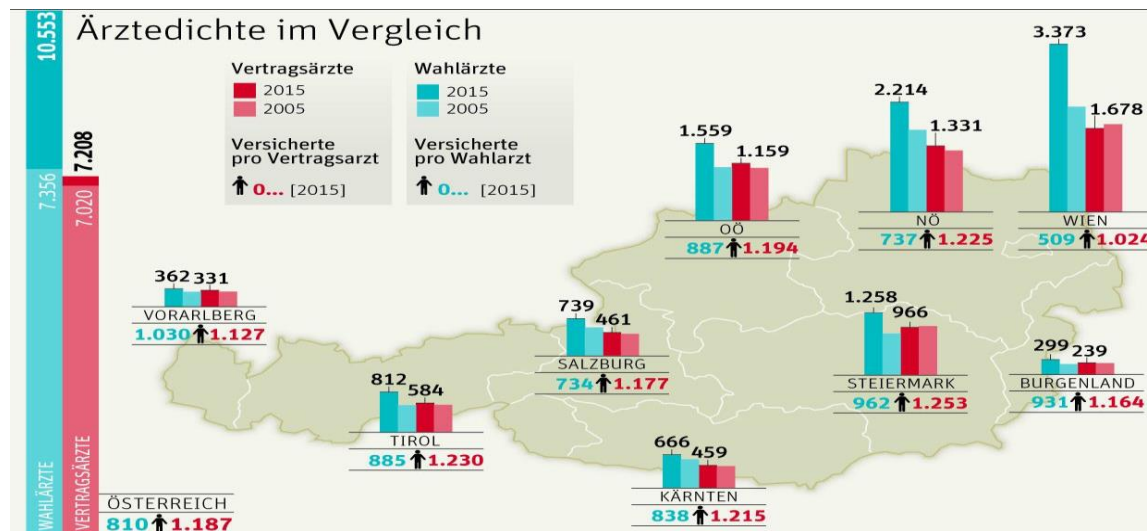 Ärztedichte im Vergleich
10.553
7.356
WAHLÄRZTE
7.208
7.020
VERTRAGSÄRZTE
Vertragsärzte
2015
2005
Versicherte
pro Vertragsarzt
0... [2015]
Wahlärzte
2015
2005
Versicherte
pro Wahlarzt
0... [2015]
1.559 1.159
OÖ
887 1.194
2.214 1.331
NÖ
737 1.225
3.373 1.678
WIEN
509 1.024
362 331
VORARLBERG
1.030 1.127
739 461
SALZBURG
734 1.177
1.258 966
STEIERMARK
962 1.253
299 239
BURGENLAND
931 1.164
812 584
TIROL
885 1.230
666 459
KÄRNTEN
838 1.215
ÖSTERREICH
810 1.187